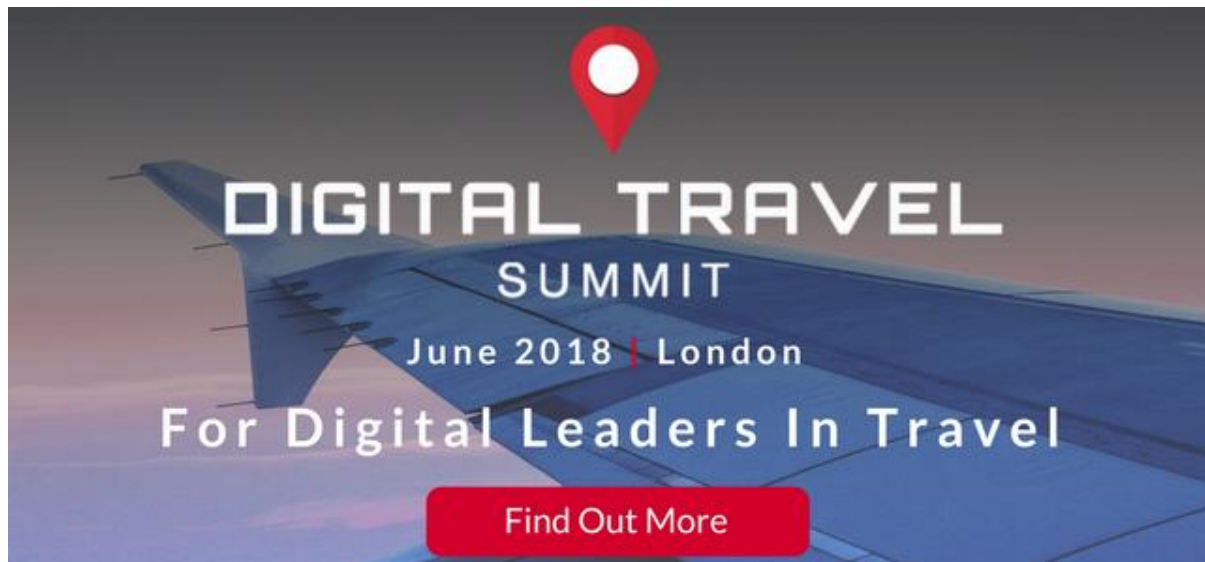 DIGITAL TRAVEL
SUMMIT
June 2018 | London
For Digital Leaders In Travel
Find Out More